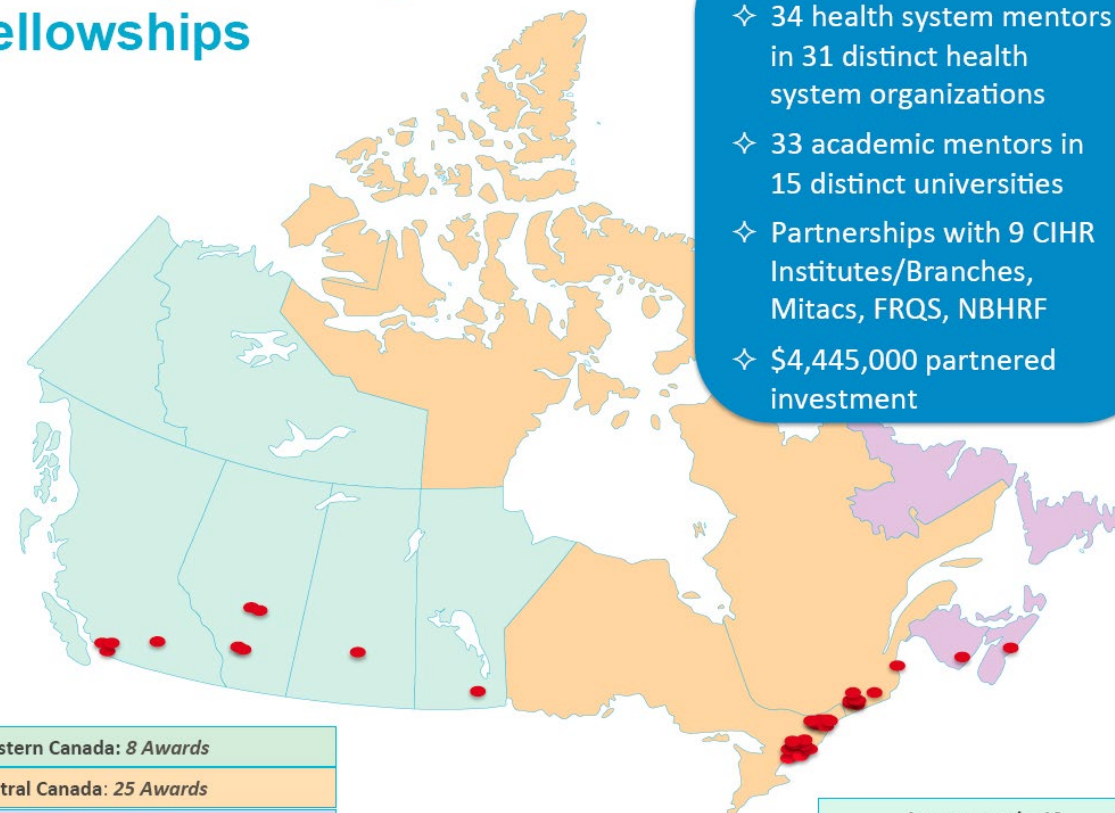 ellowships
34 health system mentors
in 31 distinct health
system organizations
33 academic mentors in
15 distinct universities
Partnerships with 9 CIHR
Institutes/Branches,
Mitacs, FRQS, NBHRF
$4,445,000 partnered
investment
stern Canada: 8 Awards
tral Canada: 25 Awards